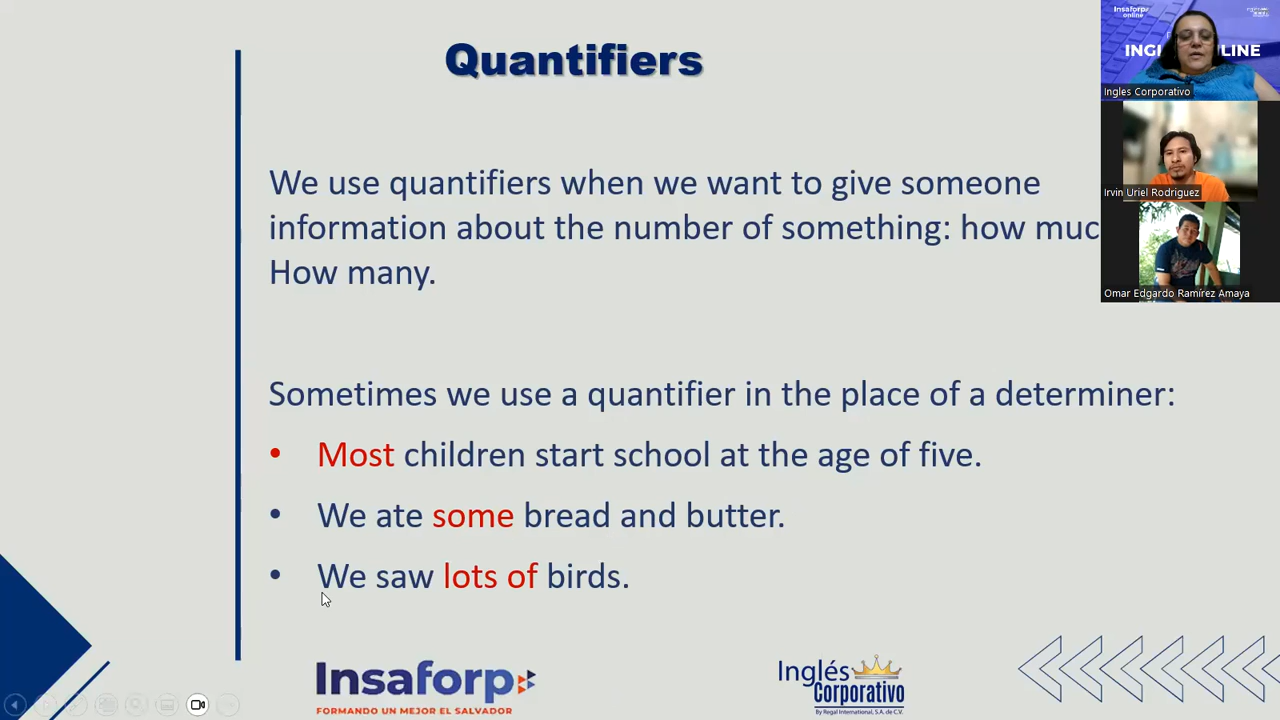 Quantifiers
We use quantifiers when we want to give someone
information about the number of something: how muc
How many.
Sometimes we use a quantifier in the place of a determiner:
• Most children start school at the age of five.
• We ate some bread and butter.
• We saw lots of birds.
Insaforp
FORMANDO UN MEJOR EL SALVADOR
Inglés
Corporativo
By Regal International, S.A. de C.V.
Insaforp
online
INGL
LINE
Ingles Corporativo
Irvin Uriel Rodriguez
Omar Edgardo Ramírez Amaya